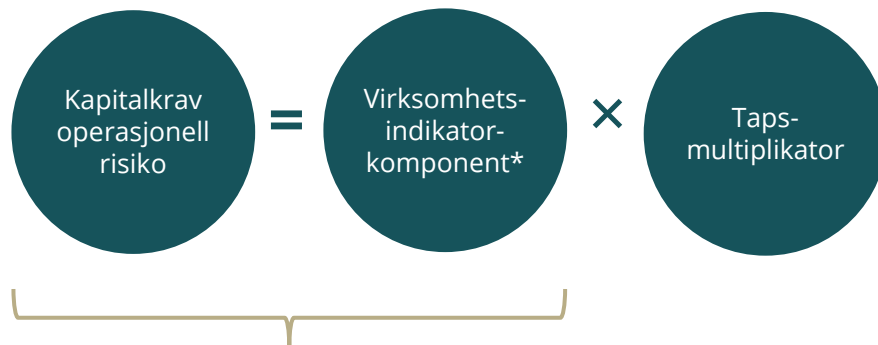 Kapitalkrav
operasjonell
risiko
=
Virksomhets-
indikator-
komponent*
×
Taps-
multiplikator